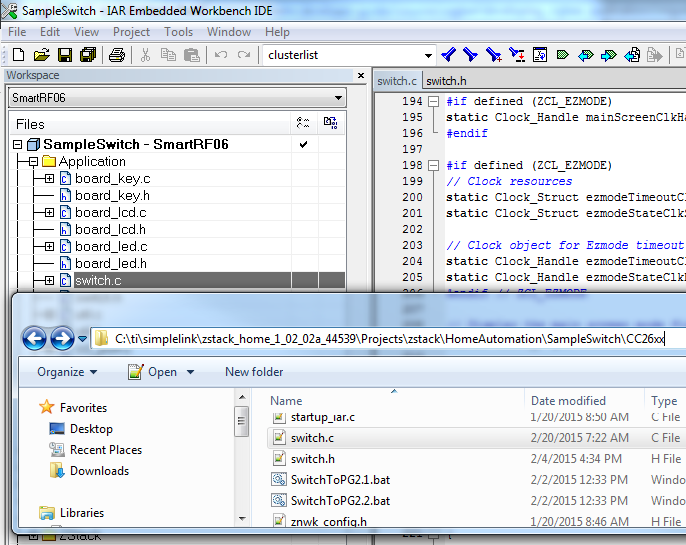 SampleSwitch - IAR Embedded Workbench IDE
File Edit View Project Tools Window Help
clusterlist
Workspace
SmartRF06
Files
SampleSwitch - SmartRF06
Application
board_key.c
board_key.h
board_lcd.c
board_lcd.h
board_led.c
board_led.h
switch.c
switch.c switch.h
194 #if defined (ZCL_EZMODE)
195 static Clock_Handle mainScreenClkHa
196 #endif
197
198 #if defined (ZCL_EZMODE)
199 // Clock resources
200 static Clock_Struct ezmodeTimeoutCl
201 static Clock_Struct ezmodeStateClkS
202
203 // Clock object for Ezmode timeout
204 static Clock_Handle ezmodeTimeoutCl
205 static Clock_Handle ezmodeStateClkH
206 #endif // ZCL_EZMODE
C:\ti\simplelink\zstack_home_1_02_02a_44539\Projects\zstack\HomeAutomation\SampleSwitch\CC26xx
Organize Open New folder
Favorites
Desktop
Recent Places
Downloads
Libraries
Name Date modified Type
startup_iar.c 1/20/2015 8:50 AM C File
switch.c 2/20/2015 7:22 AM C File
switch.h 2/4/2015 4:34 PM H File
SwitchToPG2.1.bat 2/2/2015 12:33 PM Windo
SwitchToPG2.2.bat 2/2/2015 12:33 PM Windo
znwk_config.h 1/20/2015 8:46 AM H File
ZStack